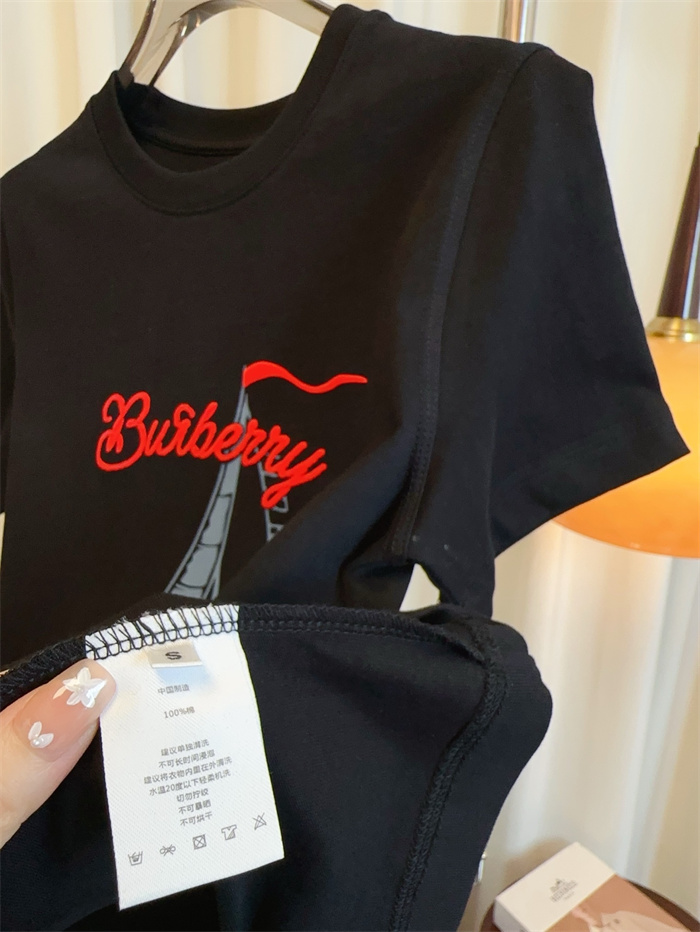 Burberry
S
中国制造
100%棉
建议单独清洗
不可长时间浸泡
建议将衣物内里在外清洗
水温20度以下轻柔机洗
切勿拧绞
不可暴晒
不可烘干